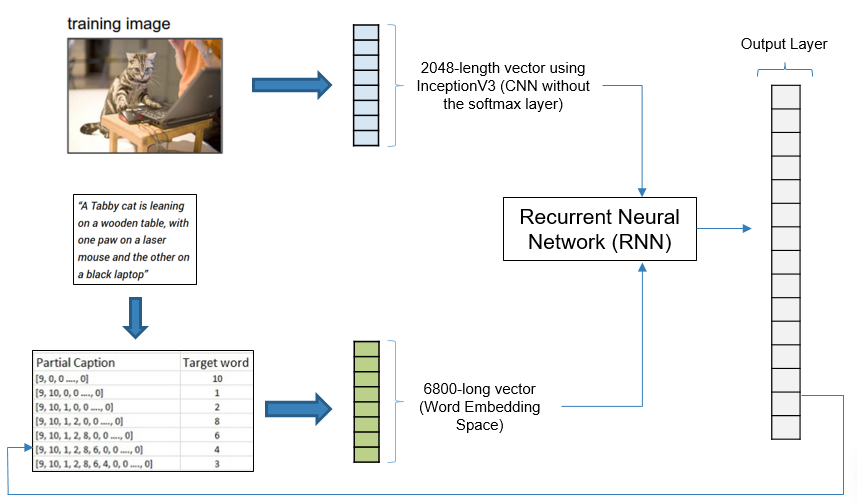 training image
2048-length vector using
InceptionV3 (CNN without
the softmax layer)
Output Layer
"A Tabby cat is leaning
on a wooden table, with
one paw on a laser
mouse and the other on
a black laptop"
Recurrent Neural
Network (RNN)
Partial Caption Target word
[9, 0, 0 ...., 0] 10
[9, 10, 0, 0 ...., 0] 1
[9, 10, 1, 0, 0 ...., 0] 2
[9, 10, 1, 2, 0, 0 ...., 0] 8
[9, 10, 1, 2, 8, 0, 0 ...., 0] 6
[9, 10, 1, 2, 8, 6, 0, 0 ...., 0] 4
[9, 10, 1, 2, 8, 6, 4, 0, 0 ...., 0] 3
6800-long vector
(Word Embedding
Space)